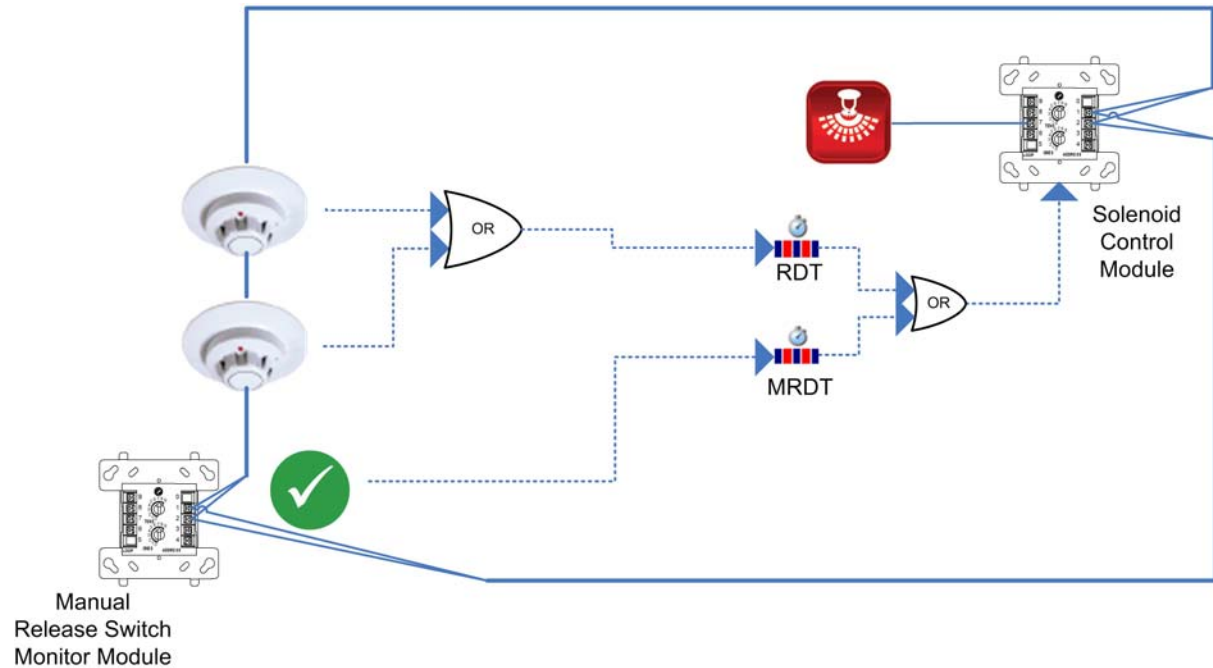 OR
RDT
OR
MRDT
Solenoid
Control
Module
Manual
Release Switch
Monitor Module